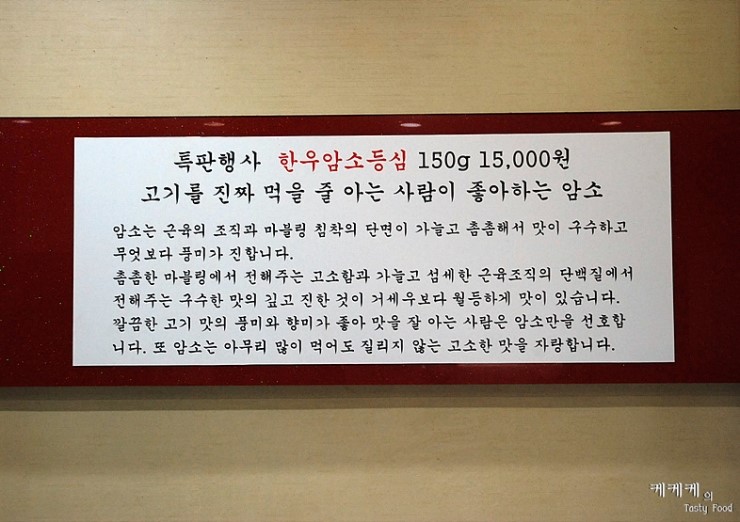 특판행사 한우암소등심 150g 15,000원
고기를 진짜 먹을 줄 아는 사람이 좋아하는 암소
암소는 근육의 조직과 마블링 침착의 단면이 가늘고 촘촘해서 맛이 구수하고
무엇보다 풍미가 진합니다.
촘촘한 마블링에서 전해주는 고소함과 가늘고 섬세한 근육조직의 단백질에서
전해주는 구수한 맛의 깊고 진한 것이 거세우보다 월등하게 맛이 있습니다.
깔끔한 고기 맛의 풍미와 향미가 좋아 맛을 잘 아는 사람은 암소만을 선호합
니다. 또 암소는 아무리 많이 먹어도 질리지 않는 고소한 맛을 자랑합니다.
케케케의
Tasty Food